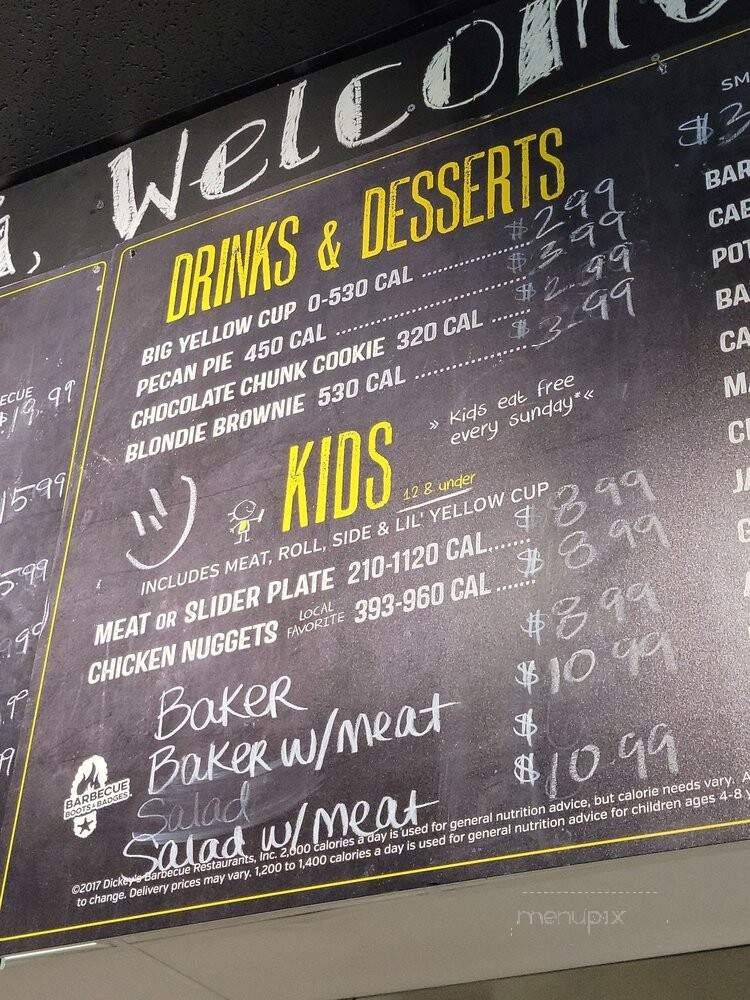 Welcome
DRINKS & DESSERTS
BIG YELLOW CUP 0-530 CAL $2.99
PECAN PIE 450 CAL $3.99
CHOCOLATE CHUNK COOKIE 320 CAL $2.99
BLONDIE BROWNIE 530 CAL $3.99
» Kids eat free
every sunday*«
KIDS 12 & under
INCLUDES MEAT, ROLL, SIDE & LIL' YELLOW CUP
MEAT OR SLIDER PLATE 210-1120 CAL....... $8.99
CHICKEN NUGGETS LOCAL FAVORITE 393-960 CAL ....... $8.99
Baker $8.99
Baker w/meat $10.99
Salad $
Salad w/meat $10.99
BARBECUE
BOOTS & BADGES
©2017 Dickey's Barbecue Restaurants, Inc. 2,000 calories a day is used for general nutrition advice, but calorie needs vary.
to change. Delivery prices may vary. 1,200 to 1,400 calories a day is used for general nutrition advice for children ages 4-8
ECUE
$19.99
15.99
5.99
.99
SM
$3
BAR
POT
BA
CA
menupix